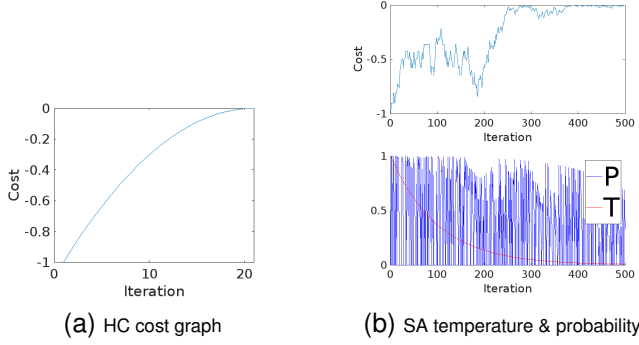 0
-0.2
-0.4
-0.6
-0.8
-1
Cost
0 10 20
Iteration
(a) HC cost graph
0
-0.5
-1
Cost
0 100 200 300 400 500
Iteration
1
0.5
0
P
T
0 100 200 300 400 500
Iteration
(b) SA temperature & probability